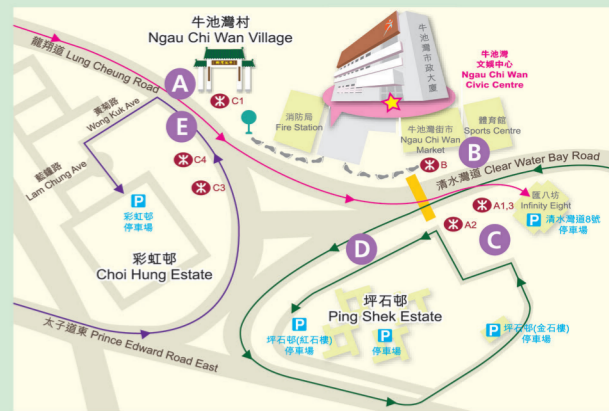 牛池灣村
Ngau Chi Wan Village
龍翔道 Lung Cheung Road
A
C1
黃菊路
Wong Kuk Ave
E
藍鐘路
Lam Chung Ave
C4
C3
P
彩虹邨
停車場
彩虹邨
Choi Hung Estate
太子道東 Prince Edward Road East
牛池灣市政大廈
牛池灣
文娛中心
Ngau Chi Wan
Civic Centre
消防局
Fire Station
牛池灣街市
Ngau Chi Wan
Market
體育館
Sports Centre
B
B
清水灣道 Clear Water Bay Road
匯八坊
Infinity Eight
P 清水灣道8號
停車場
A1,3
A2
C
D
坪石邨
Ping Shek Estate
P
坪石邨(紅石樓)
停車場
P
停車場
P 坪石邨(金石樓)
停車場